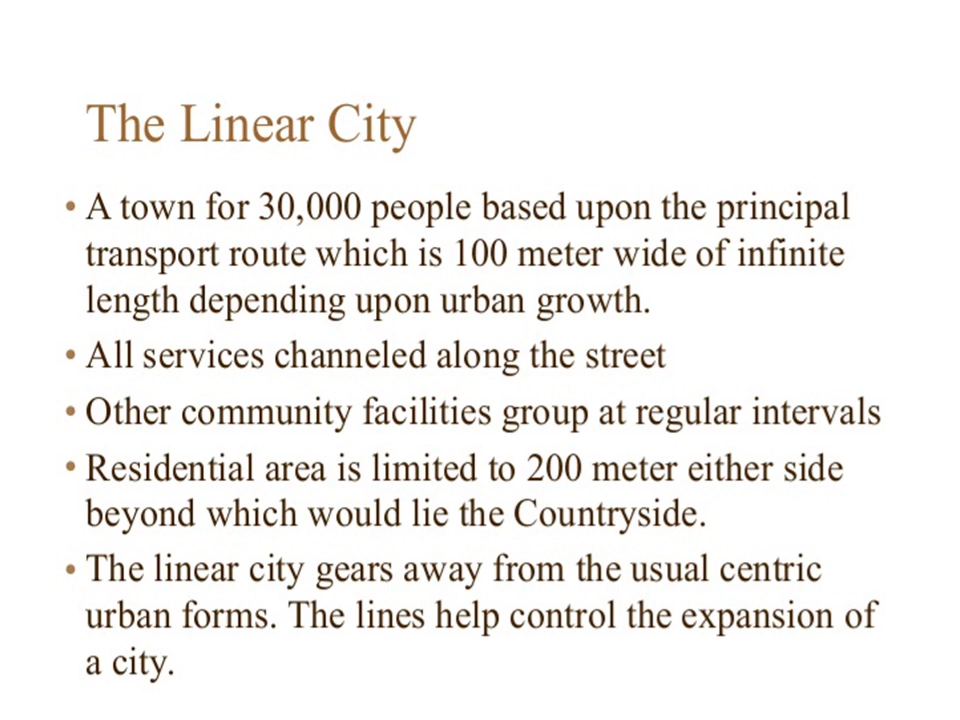 The Linear City
• A town for 30,000 people based upon the principal
transport route which is 100 meter wide of infinite
length depending upon urban growth.
• All services channeled along the street
• Other community facilities group at regular intervals
• Residential area is limited to 200 meter either side
beyond which would lie the Countryside.
• The linear city gears away from the usual centric
urban forms. The lines help control the expansion of
a city.